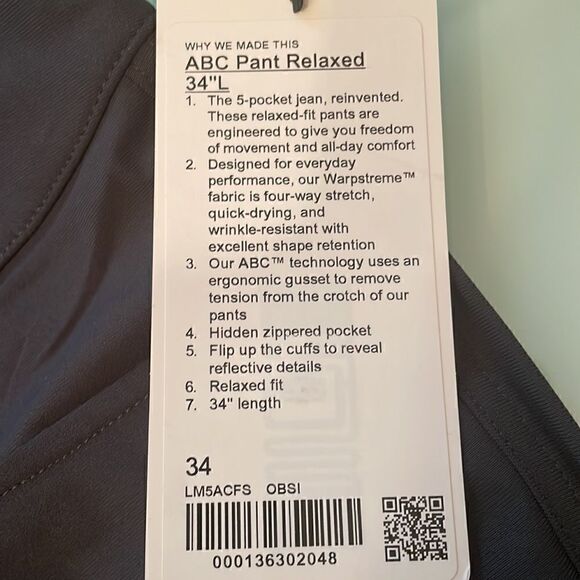 WHY WE MADE THIS
ABC Pant Relaxed
34"L
1. The 5-pocket jean, reinvented.
These relaxed-fit pants are
engineered to give you freedom
of movement and all-day comfort
2. Designed for everyday
performance, our Warpstreme™
fabric is four-way stretch,
quick-drying, and
wrinkle-resistant with
excellent shape retention
3. Our ABC™ technology uses an
ergonomic gusset to remove
tension from the crotch of our
pants
4. Hidden zippered pocket
5. Flip up the cuffs to reveal
reflective details
6. Relaxed fit
7. 34" length
34
LM5ACFS OBSI
000136302048